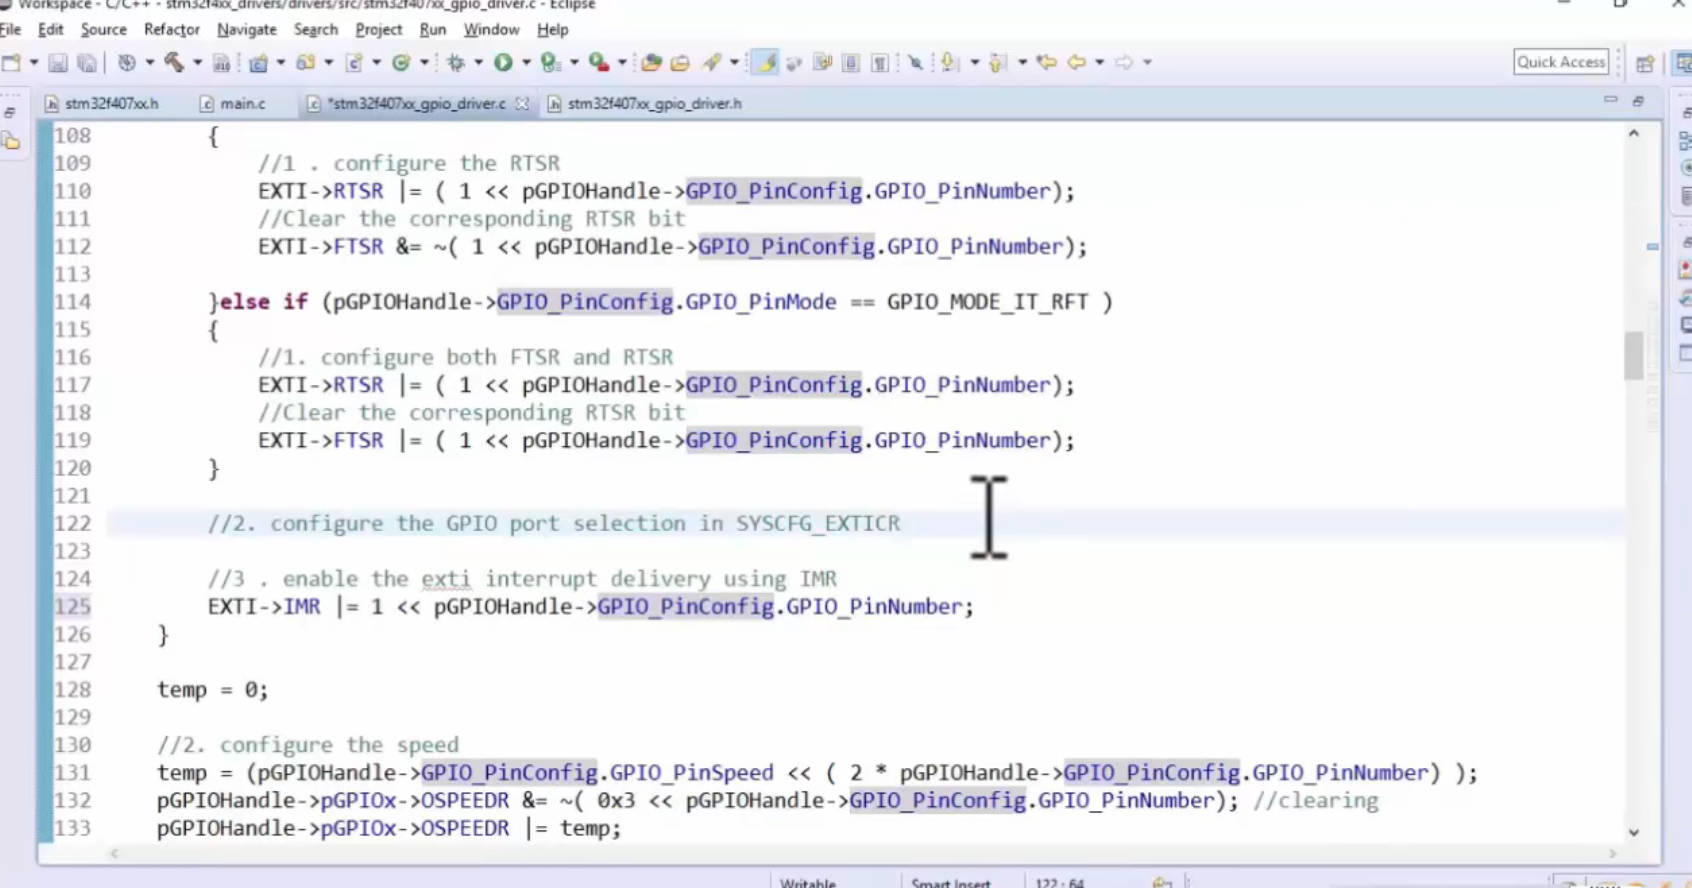 Workspace - C/C++ - stm32f4xx_drivers/drivers/src/stm32f407xx_gpio_driver.c - Eclipse
File Edit Source Refactor Navigate Search Project Run Window Help
Quick Access
stm32f407xx.h main.c *stm32f407xx_gpio_driver.c stm32f407xx_gpio_driver.h
108 {
109 //1 . configure the RTSR
110 EXTI->RTSR |= ( 1 << pGPIOHandle->GPIO_PinConfig.GPIO_PinNumber);
111 //Clear the corresponding RTSR bit
112 EXTI->FTSR &= ~( 1 << pGPIOHandle->GPIO_PinConfig.GPIO_PinNumber);
113
114 }else if (pGPIOHandle->GPIO_PinConfig.GPIO_PinMode == GPIO_MODE_IT_RFT )
115 {
116 //1. configure both FTSR and RTSR
117 EXTI->RTSR |= ( 1 << pGPIOHandle->GPIO_PinConfig.GPIO_PinNumber);
118 //Clear the corresponding RTSR bit
119 EXTI->FTSR |= ( 1 << pGPIOHandle->GPIO_PinConfig.GPIO_PinNumber);
120 }
121
122 //2. configure the GPIO port selection in SYSCFG_EXTICR
123
124 //3 . enable the exti interrupt delivery using IMR
125 EXTI->IMR |= 1 << pGPIOHandle->GPIO_PinConfig.GPIO_PinNumber;
126 }
127
128 temp = 0;
129
130 //2. configure the speed
131 temp = (pGPIOHandle->GPIO_PinConfig.GPIO_PinSpeed << ( 2 * pGPIOHandle->GPIO_PinConfig.GPIO_PinNumber) );
132 pGPIOHandle->pGPIOx->OSPEEDR &= ~( 0x3 << pGPIOHandle->GPIO_PinConfig.GPIO_PinNumber); //clearing
133 pGPIOHandle->pGPIOx->OSPEEDR |= temp;
Writable Smart Insert 122 : 64